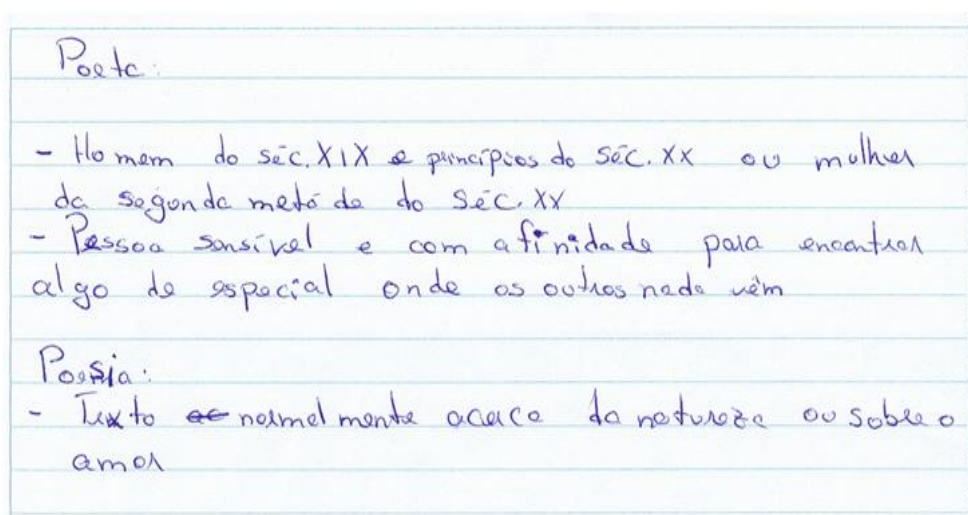 Poeta:
- Homem do séc. XIX e princípios do séc. XX ou mulher
da segunda metade do séc. XX
- Pessoa sensível e com afinidade para encontrar
algo de especial onde os outros nada vêm
Poesia:
- Texto normalmente acerca da natureza ou sobre o
amor